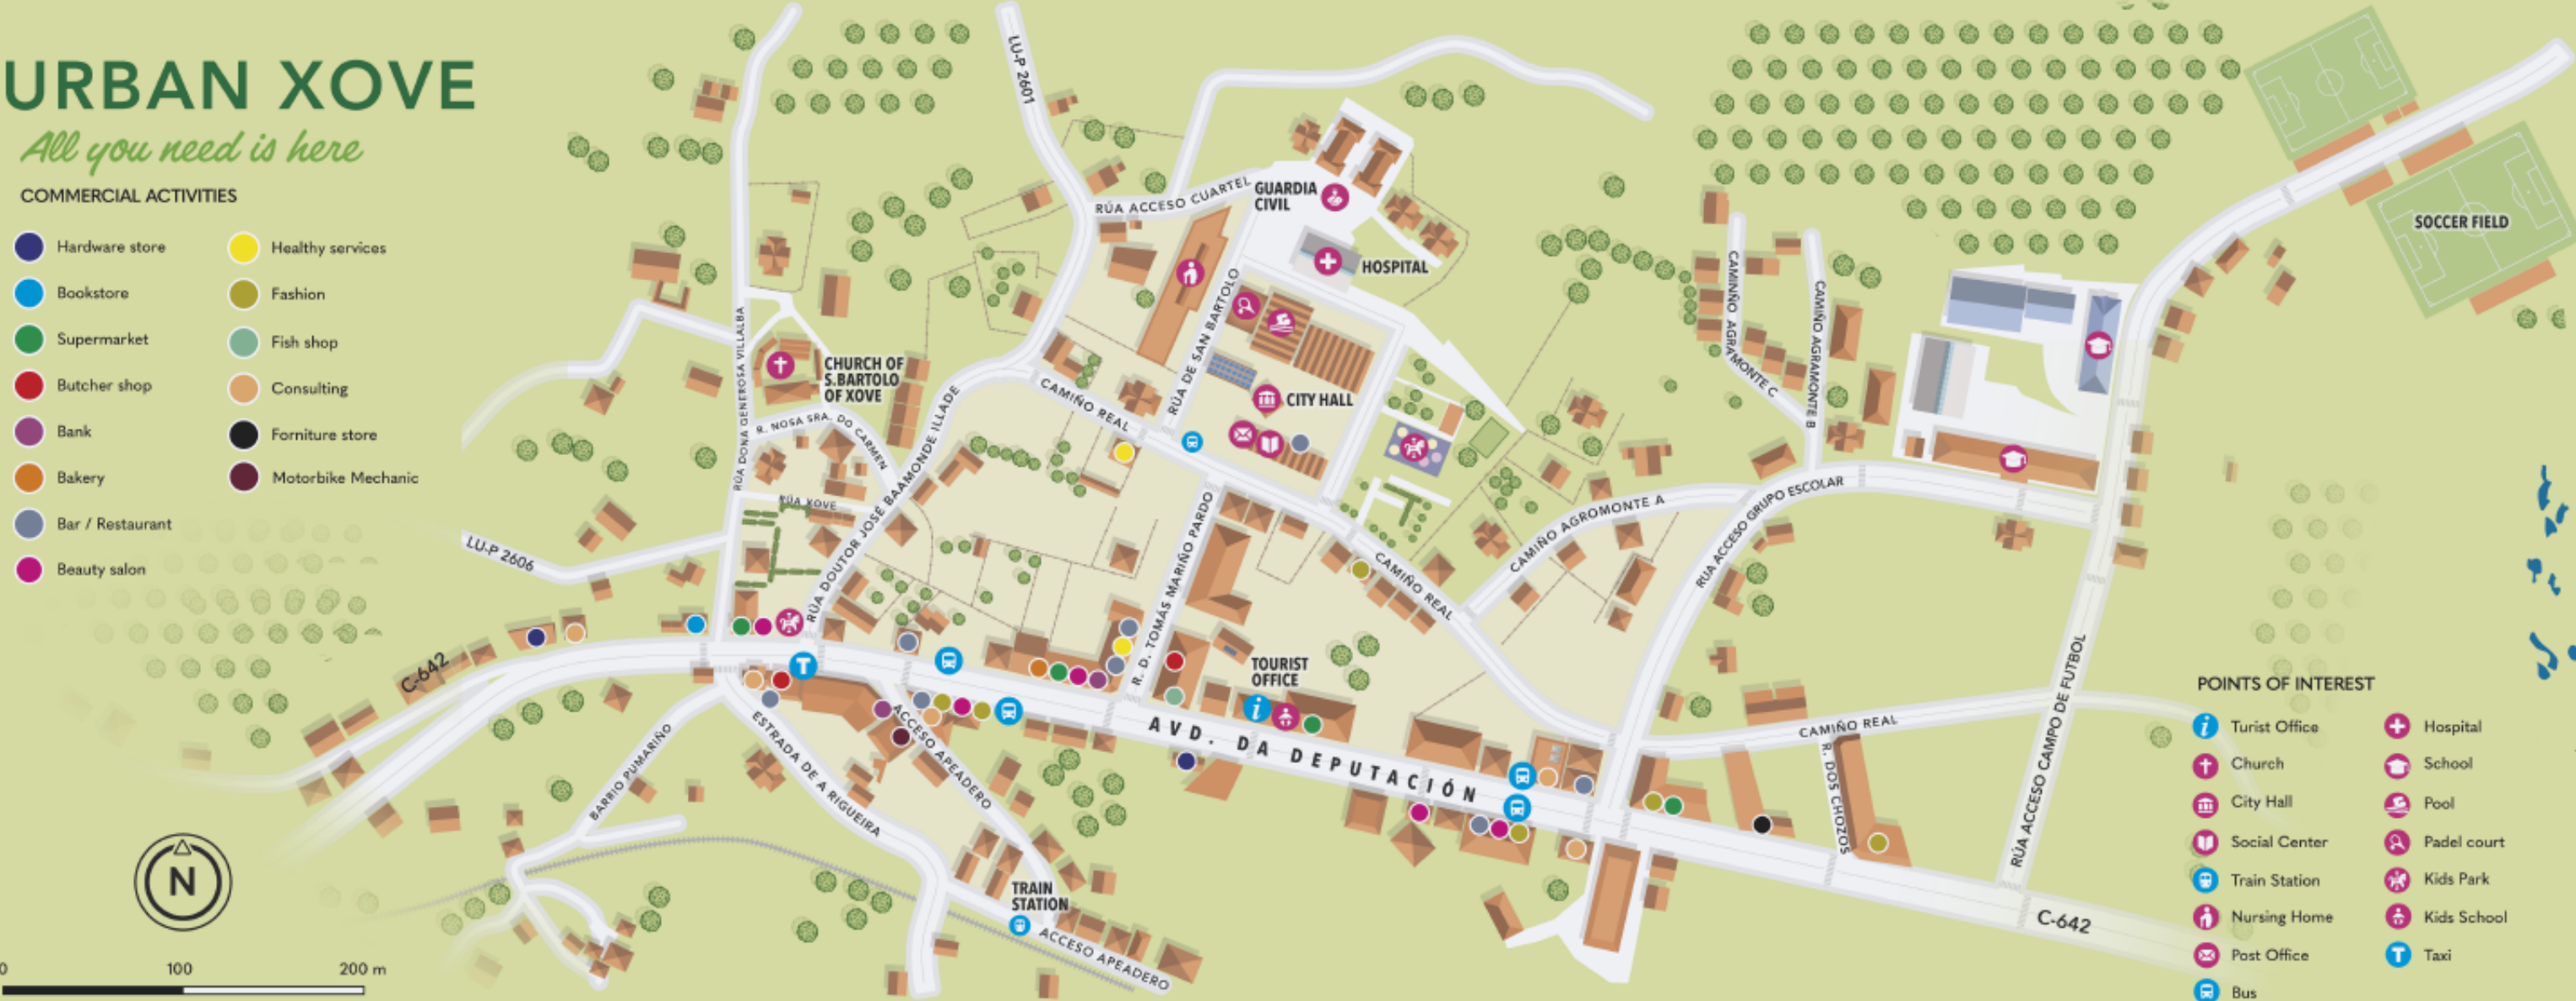 URBAN XOVE
All you need is here
COMMERCIAL ACTIVITIES
Hardware store
Bookstore
Supermarket
Butcher shop
Bank
Bakery
Bar / Restaurant
Beauty salon
Healthy services
Fashion
Fish shop
Consulting
Forniture store
Motorbike Mechanic
LU-P 2601
RÚA ACCESO CUARTEL
GUARDIA
CIVIL
HOSPITAL
SOCCER FIELD
RÚA DONA GENEROSA VILLALBA
CHURCH OF
S.BARTOLO
OF XOVE
R. NOSA SRA. DO CARMEN
RÚA XOVE
RÚA DOUTOR JOSÉ BAAMONDE ILLADE
CAMIÑO REAL
RÚA DE SAN BARTOLO
CITY HALL
CAMIÑO AGRAMONTE C
CAMIÑO AGRAMONTE B
CAMIÑO AGROMONTE A
RUA ACCESO GRUPO ESCOLAR
CAMIÑO REAL
R. D. TOMÁS MARIÑO PARDO
LU-P 2606
C-642
T
TOURIST
OFFICE
i
AVD. DA DEPUTACIÓN
ESTRADA DE A RIGUEIRA
ACCESO APEADERO
BARRIO PUMARIÑO
TRAIN
STATION
ACCESO APEADERO
CAMIÑO REAL
R. DOS CHOZOS
RÚA ACCESO CAMPO DE FUTBOL
C-642
N
0 100 200 m
POINTS OF INTEREST
i Turist Office
Church
City Hall
Social Center
Train Station
Nursing Home
Post Office
Bus
Hospital
School
Pool
Padel court
Kids Park
Kids School
T Taxi